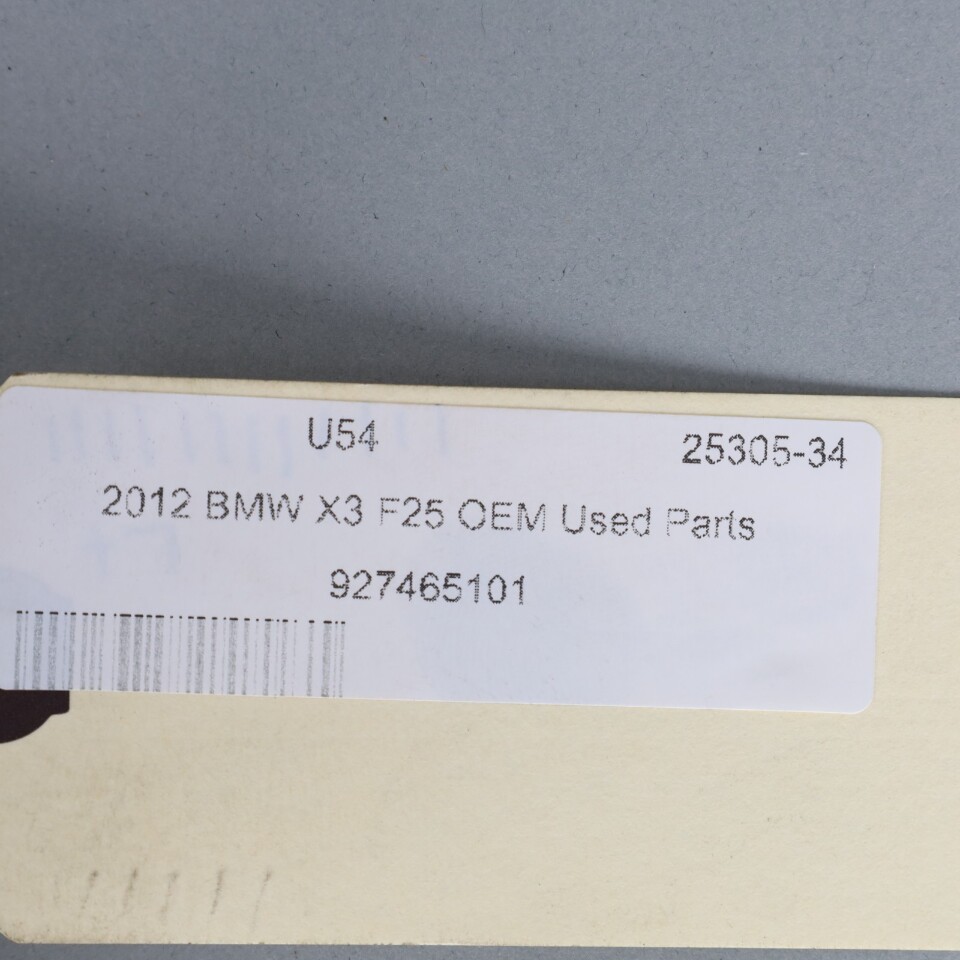 U54 25305-34
2012 BMW X3 F25 OEM Used Parts
927465101